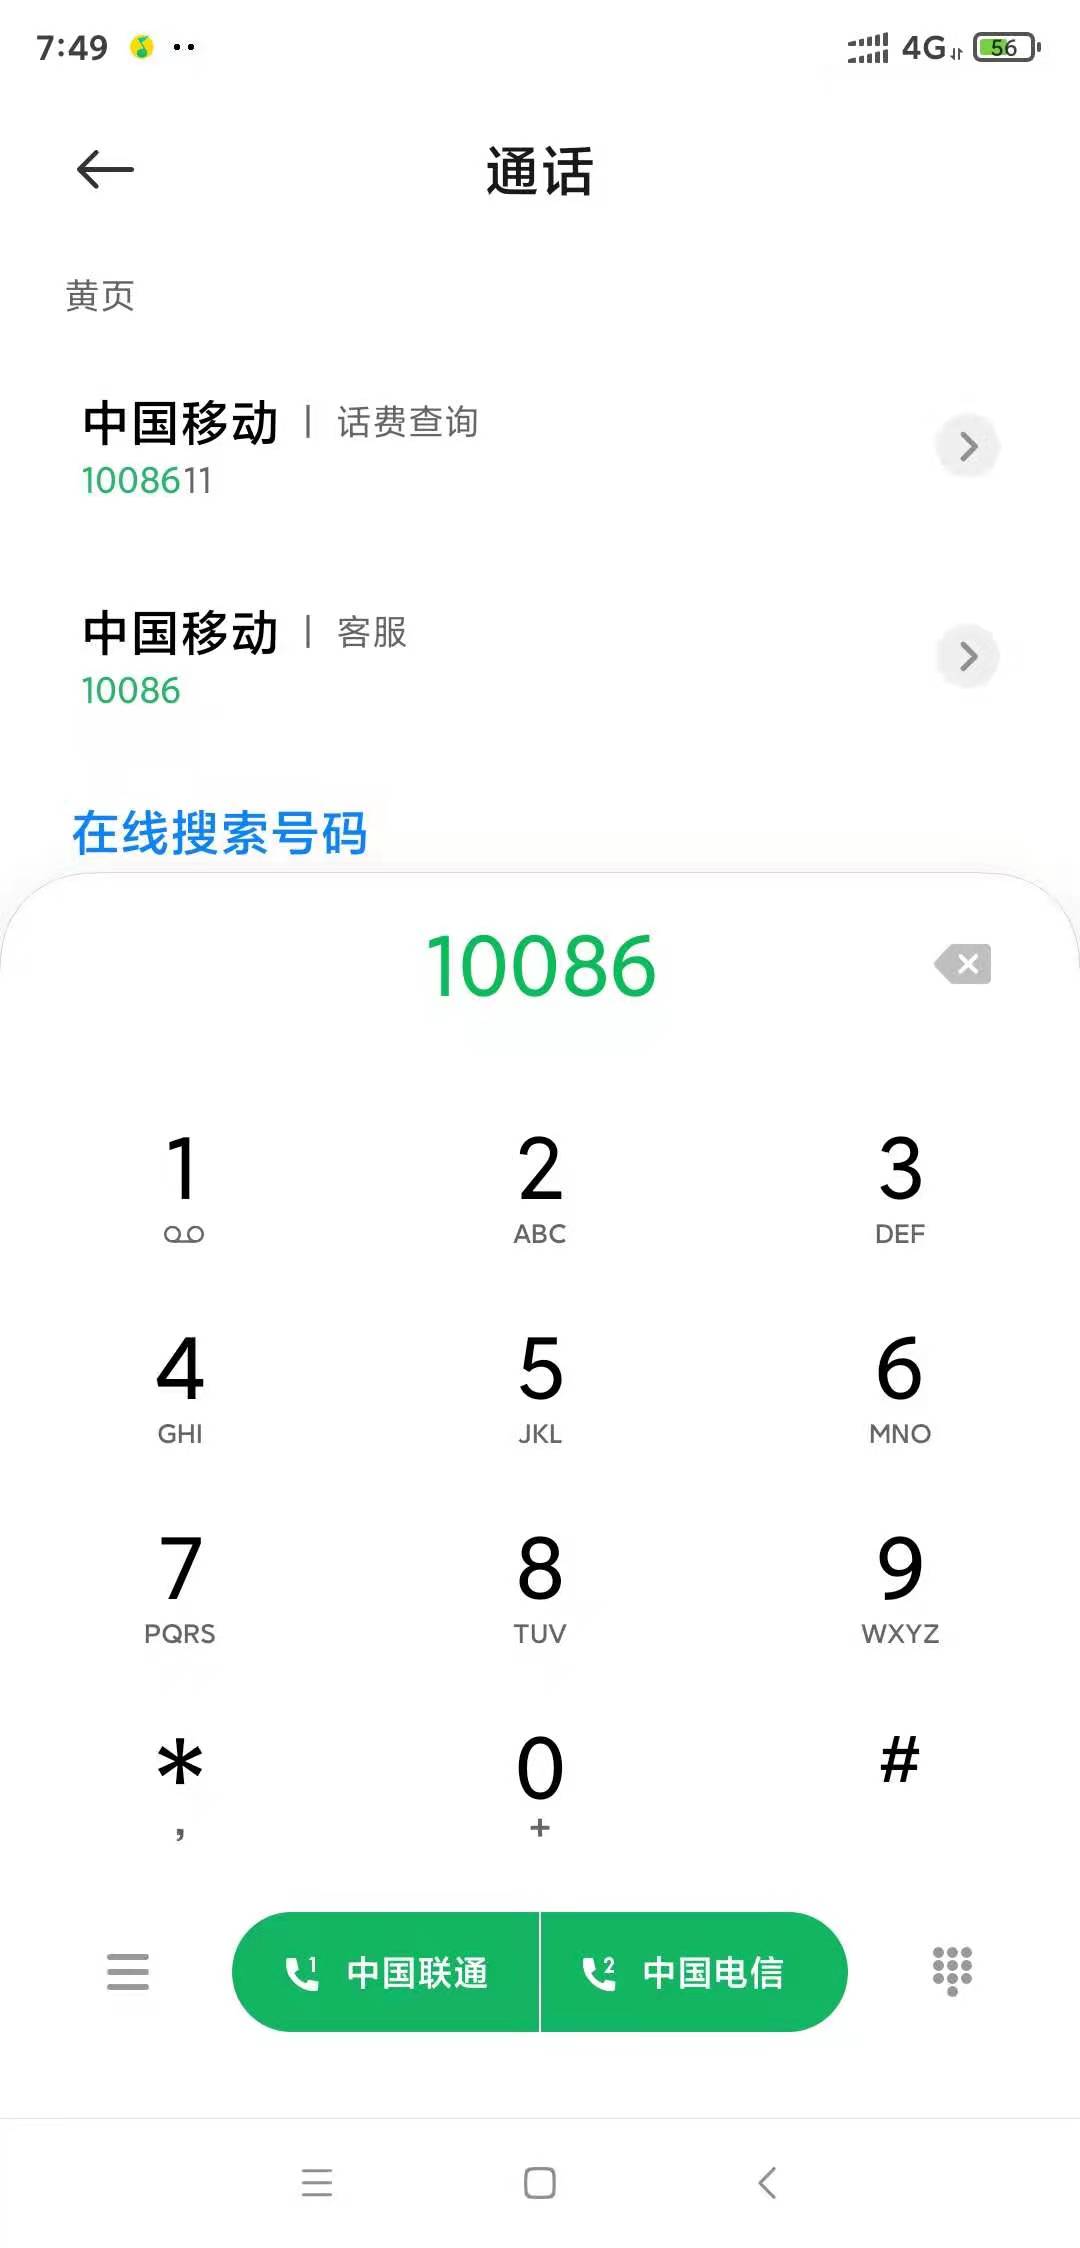 7:49 4G 56
通话
黄页
中国移动 | 话费查询
1008611
中国移动 | 客服
10086
在线搜索号码
10086
1 2 3
ABC DEF
4 5 6
GHI JKL MNO
7 8 9
PQRS TUV WXYZ
* 0 #
, +
1 中国联通 2 中国电信